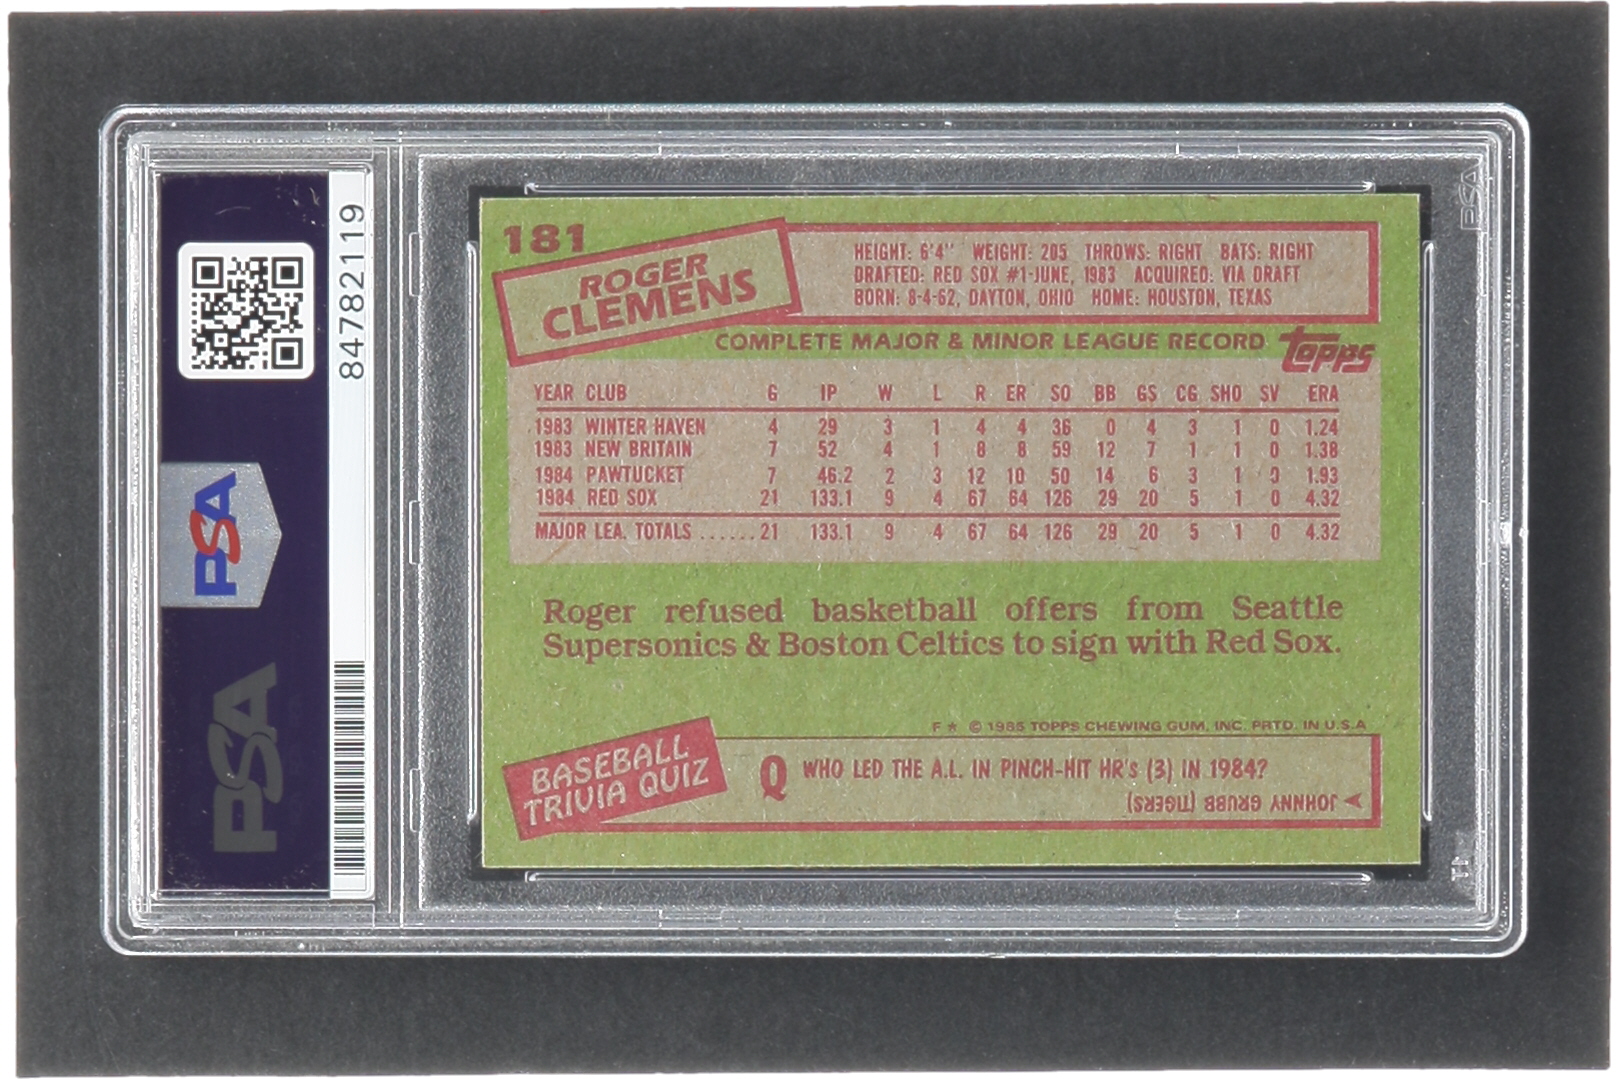 84782119
PSA
PSA
PSA
181
ROGER
CLEMENS
HEIGHT: 6'4" WEIGHT: 205 THROWS: RIGHT BATS: RIGHT
DRAFTED: RED SOX #1-JUNE, 1983 ACQUIRED: VIA DRAFT
BORN: 8-4-62, DAYTON, OHIO HOME: HOUSTON, TEXAS
COMPLETE MAJOR & MINOR LEAGUE RECORD topps
YEAR CLUB G IP W L R ER SO BB GS CG SHO SV ERA
1983 WINTER HAVEN 4 29 3 1 4 4 36 0 4 3 1 0 1.24
1983 NEW BRITAIN 7 52 4 1 8 8 59 12 7 1 1 0 1.38
1984 PAWTUCKET 7 46.2 2 3 12 10 50 14 6 3 1 0 1.93
1984 RED SOX 21 133.1 9 4 67 64 126 29 20 5 1 0 4.32
MAJOR LEA. TOTALS ...... 21 133.1 9 4 67 64 126 29 20 5 1 0 4.32
Roger refused basketball offers from Seattle
Supersonics & Boston Celtics to sign with Red Sox.
F * © 1985 TOPPS CHEWING GUM, INC. PRTD. IN U.S.A.
BASEBALL
TRIVIA QUIZ
Q WHO LED THE A.L. IN PINCH-HIT HR's (3) IN 1984?
JOHNNY GRUBB (TIGERS)